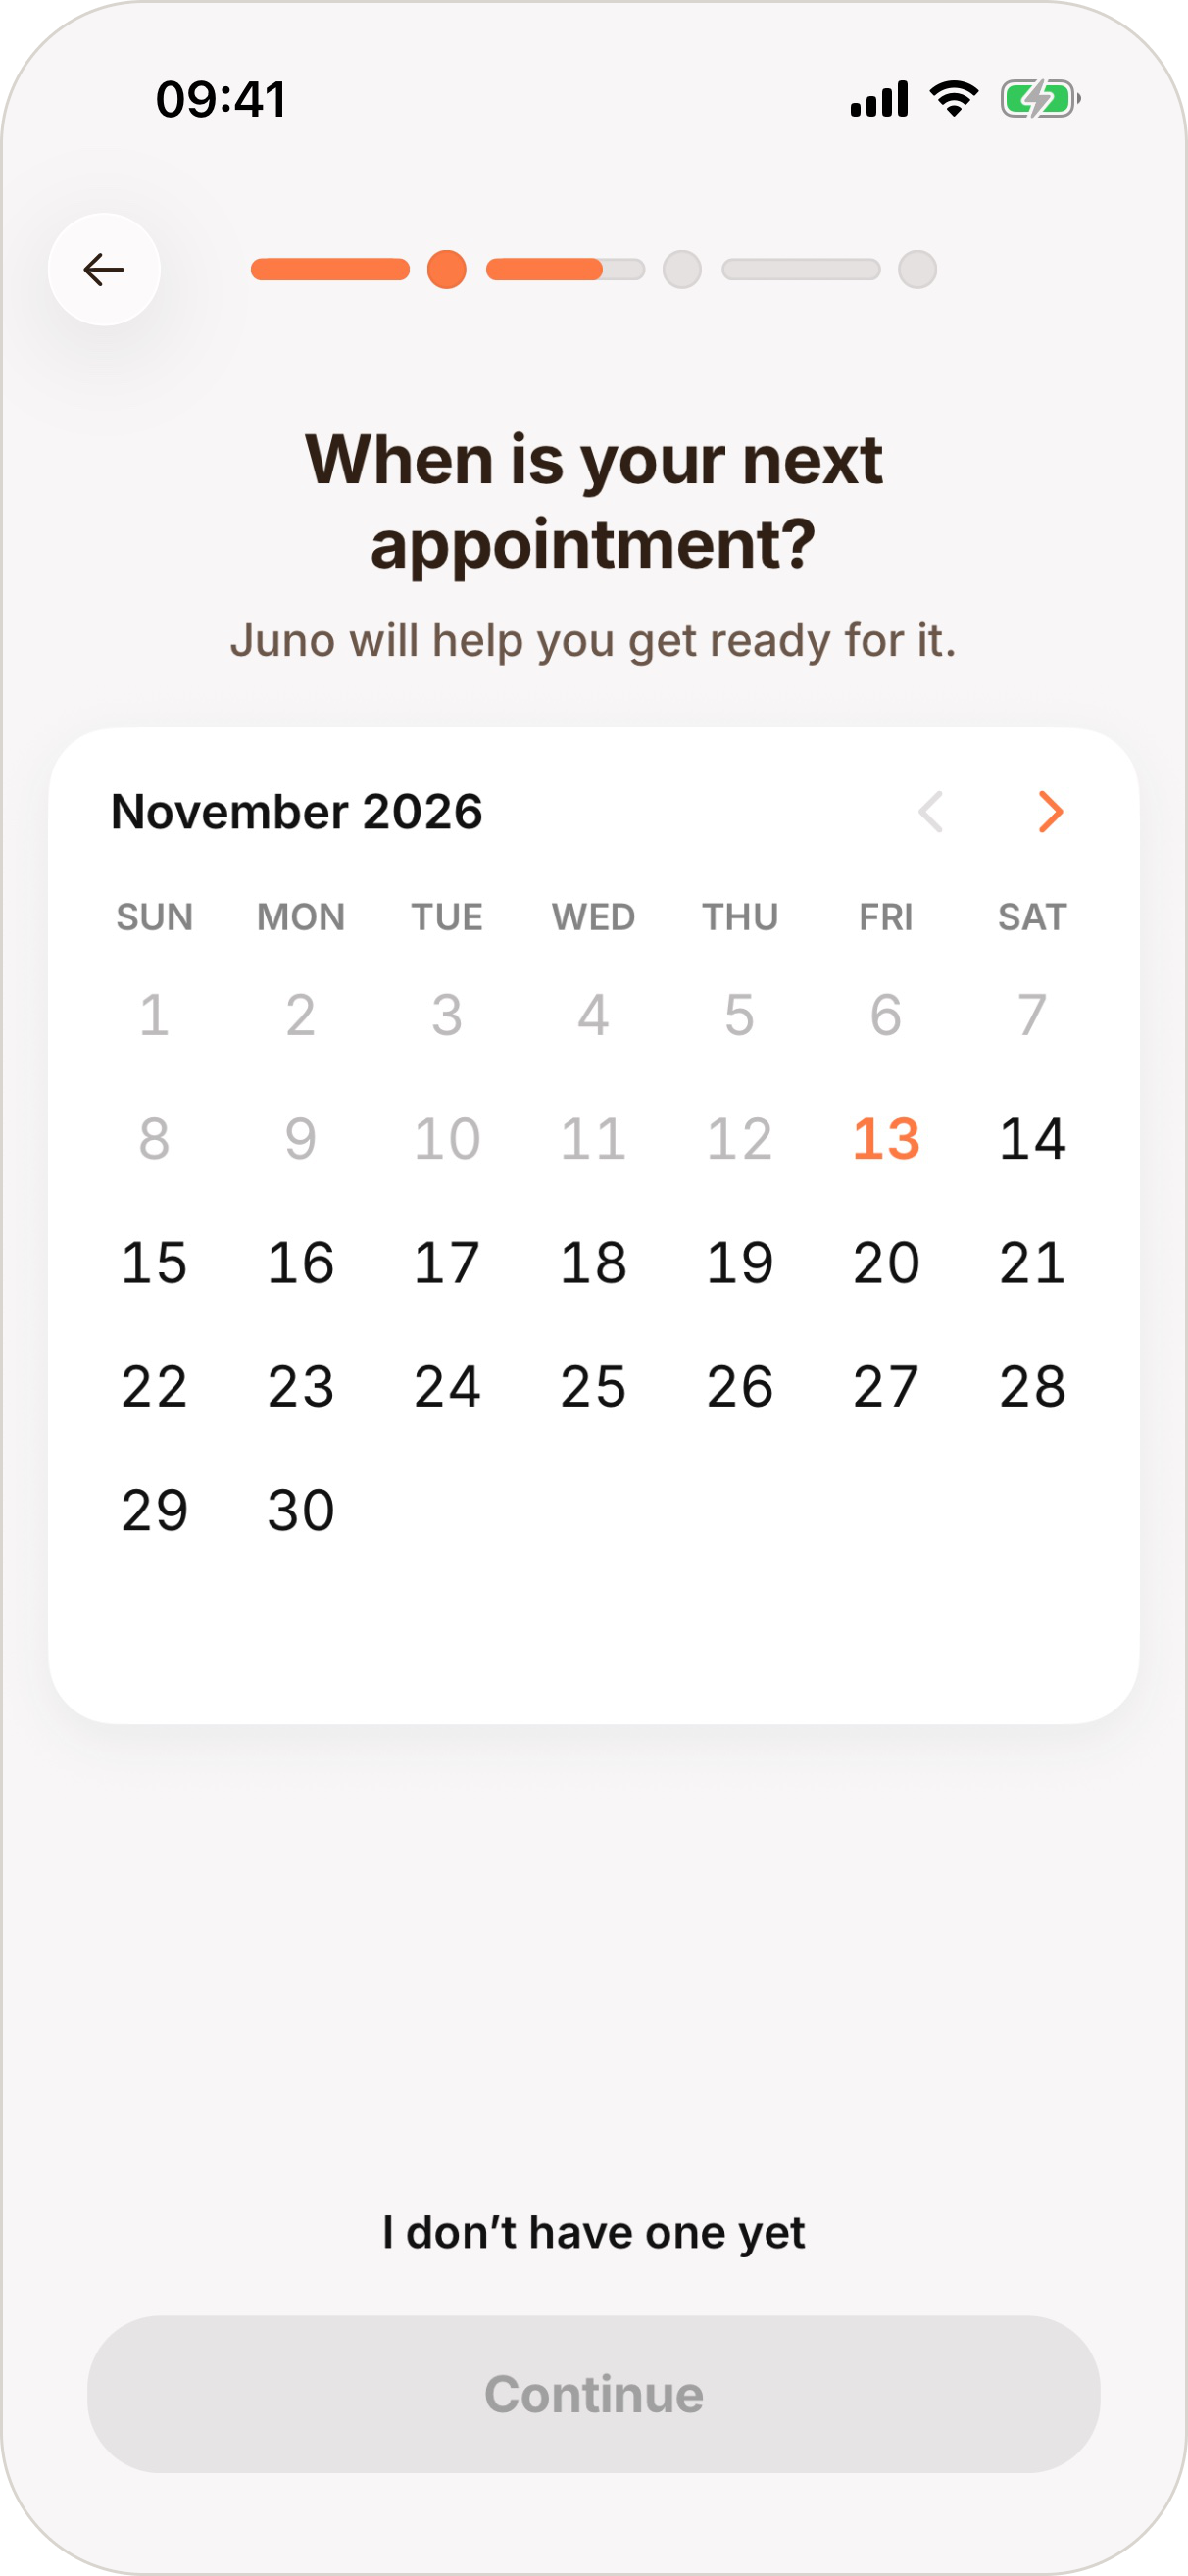 09:41
When is your next
appointment?
Juno will help you get ready for it.
November 2026
SUN MON TUE WED THU FRI SAT
1 2 3 4 5 6 7
8 9 10 11 12 13 14
15 16 17 18 19 20 21
22 23 24 25 26 27 28
29 30
I don’t have one yet
Continue